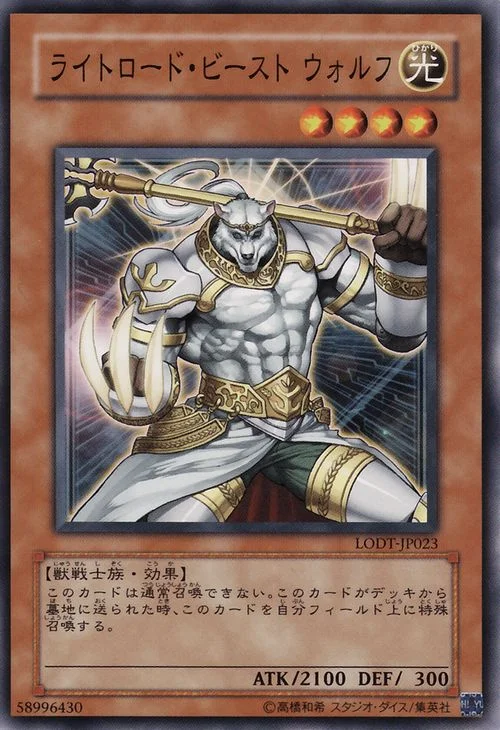 ライトロード・ビースト ウォルフ
ひかり
光
LODT-JP023
【獣戦士族・効果】
このカードは通常召喚できない。このカードがデッキから
墓地に送られた時、このカードを自分フィールド上に特殊
召喚する。
ATK/2100 DEF/ 300
58996430
©高橋和希 スタジオ・ダイス/集英社